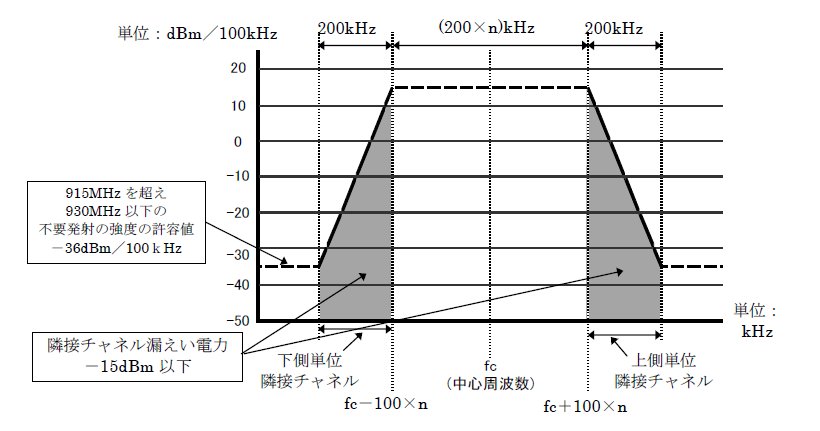 単位：dBm／100kHz
200kHz
(200×n)kHz
200kHz
20
10
0
-10
-20
-30
-40
-50
915MHz を超え
930MHz 以下の
不要発射の強度の許容値
－36dBm／100ｋHz
隣接チャネル漏えい電力
－15dBm 以下
下側単位
隣接チャネル
fc
（中心周波数）
上側単位
隣接チャネル
単位：
kHz
fc－100×n
fc＋100×n